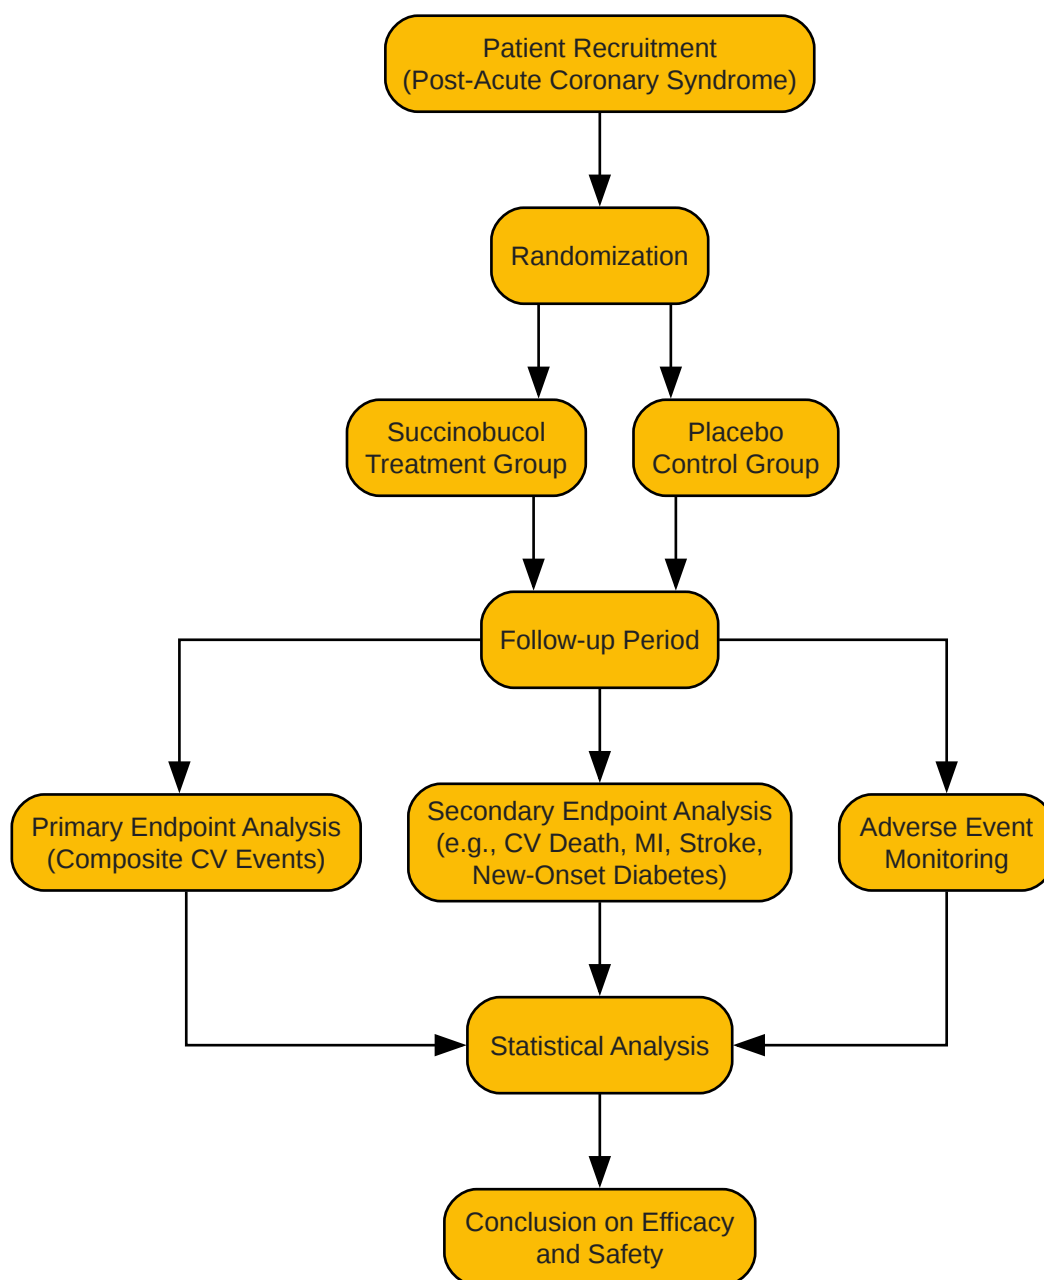 Patient Recruitment
(Post-Acute Coronary Syndrome)
Randomization
Succinobucol
Treatment Group
Placebo
Control Group
Follow-up Period
Primary Endpoint Analysis
(Composite CV Events)
Secondary Endpoint Analysis
(e.g., CV Death, MI, Stroke,
New-Onset Diabetes)
Adverse Event
Monitoring
Statistical Analysis
Conclusion on Efficacy
and Safety